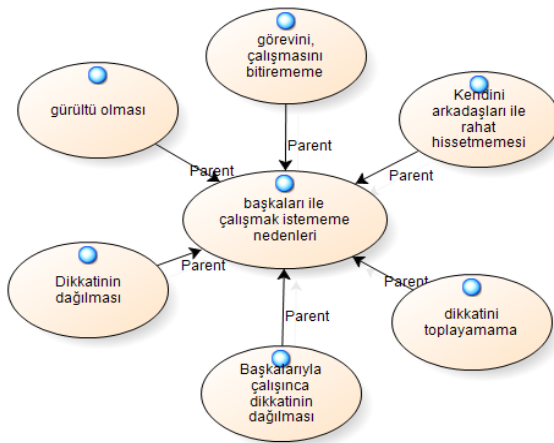 görevini,
çalışmasını
bitirememe
gürültü olması
Kendini
arkadaşları ile
rahat
hissetmemesi
Parent
Parent
Parent
başkaları ile
çalışmak istememe
nedenleri
Dikkatinin
dağılması
Parent
Parent
Parent
dikkatini
toplayamama
Başkalarıyla
çalışınca
dikkatinin
dağılması